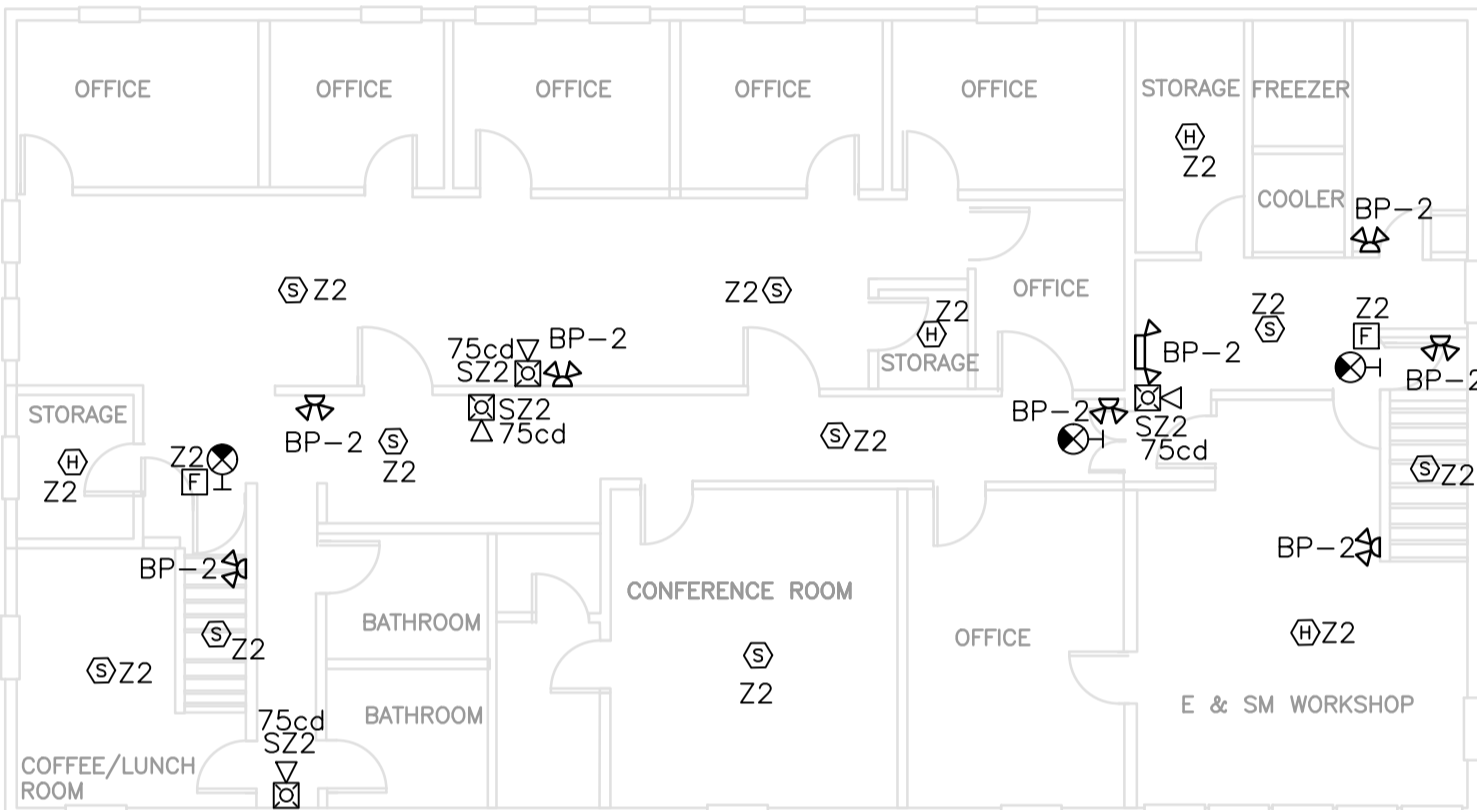 OFFICE
OFFICE
OFFICE
OFFICE
OFFICE
STORAGE
FREEZER
H
Z2
COOLER
BP-2
S Z2
Z2 S
OFFICE
Z2
H
STORAGE
Z2
S
Z2
F
75cd
SZ2
BP-2
BP-2
BP-2
SZ2
75cd
BP-2
SZ2
75cd
STORAGE
BP-2
S
Z2
S Z2
H
Z2
Z2
F
S Z2
BP-2
BP-2
CONFERENCE ROOM
BATHROOM
S
Z2
S Z2
S
Z2
OFFICE
H Z2
BATHROOM
E & SM WORKSHOP
75cd
SZ2
COFFEE/LUNCH
ROOM